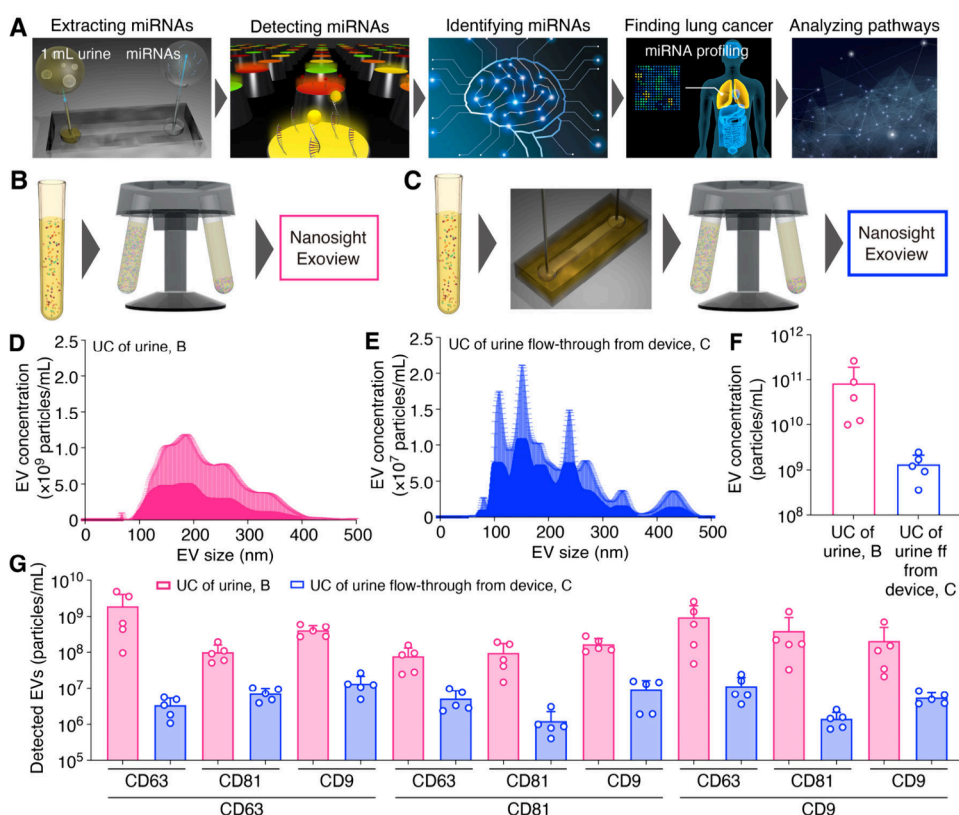 A
Extracting miRNAs
Detecting miRNAs
Identifying miRNAs
Finding lung cancer
Analyzing pathways
1 mL urine miRNAs
miRNA profiling
B
Nanosight
Exoview
C
Nanosight
Exoview
D
UC of urine, B
EV concentration
(×10⁹ particles/mL)
2.5
2.0
1.0
5.0
0
0
100
200
300
400
500
EV size (nm)
E
UC of urine flow-through from device, C
EV concentration
(×10⁷ particles/mL)
2.5
2.0
1.0
5.0
0
0
100
200
300
400
500
EV size (nm)
F
EV concentration
(particles/mL)
10¹²
10¹¹
10¹⁰
10⁹
10⁸
UC of
urine, B
UC of
urine ff
from
device, C
G
UC of urine, B
UC of urine flow-through from device, C
Detected EVs (particles/mL)
10¹⁰
10⁹
10⁸
10⁷
10⁶
10⁵
CD63 CD81 CD9 CD63 CD81 CD9 CD63 CD81 CD9
CD63 CD81 CD9